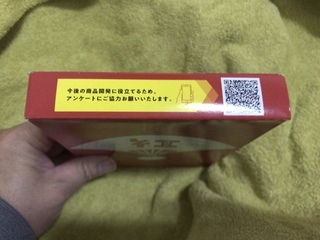 今後の商品開発に役立てるため、
アンケートにご協力お願いいたします。